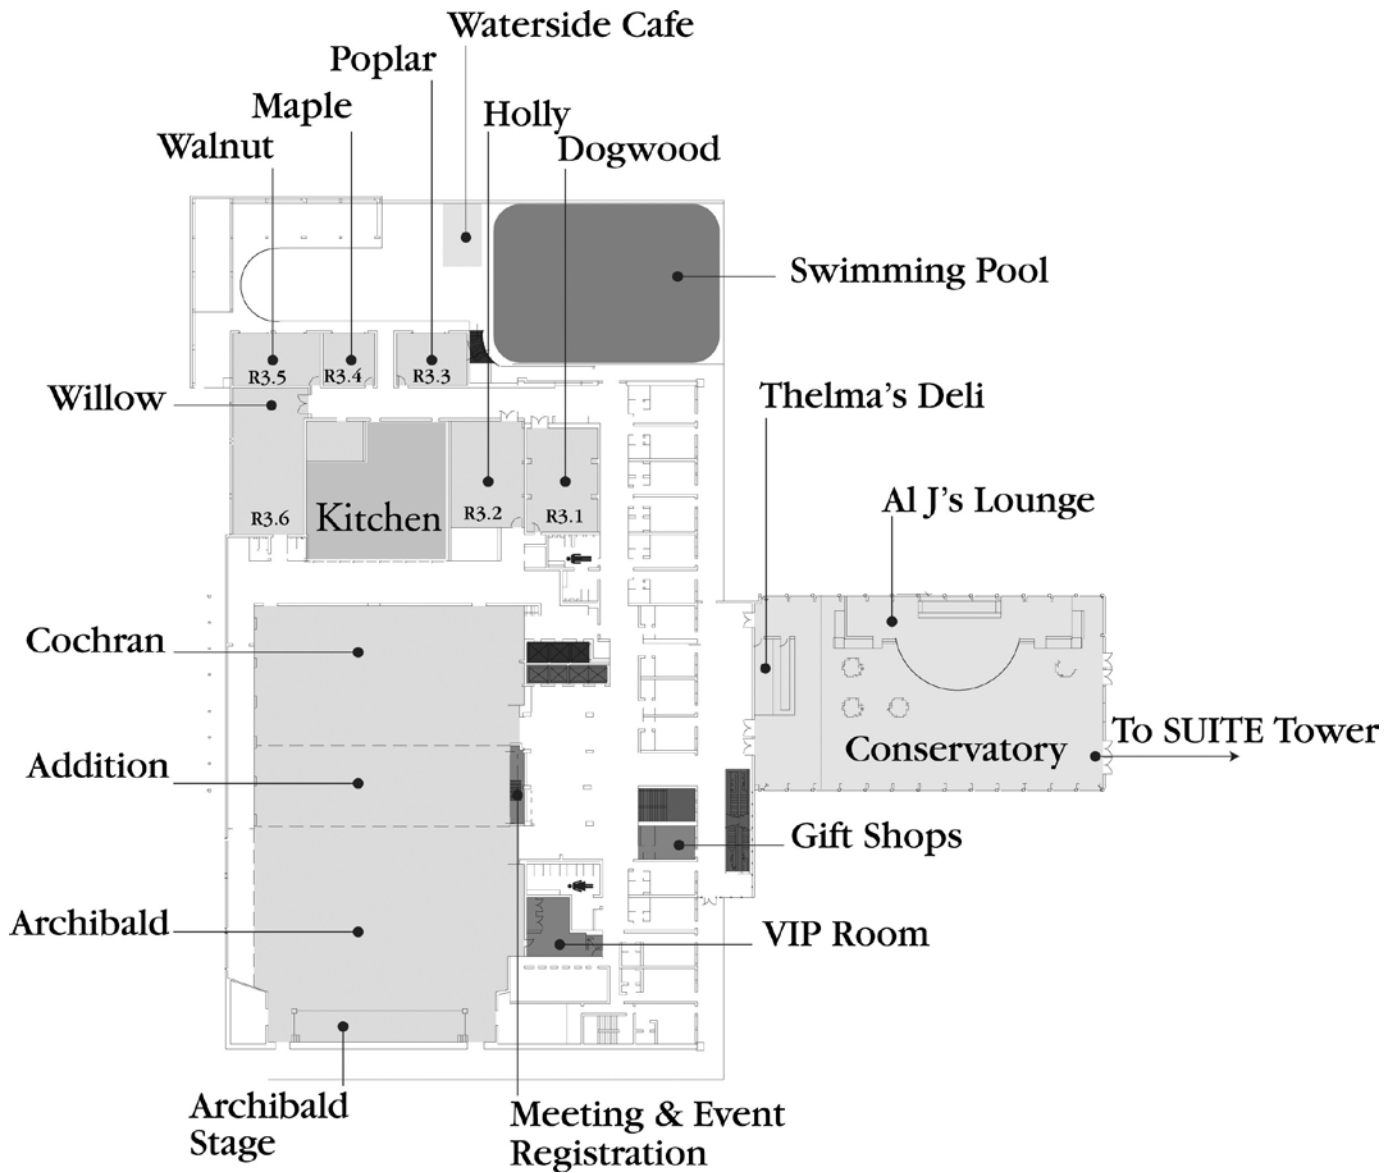 Waterside Cafe
Poplar
Maple
Holly
Walnut
Dogwood
Swimming Pool
R3.5
R3.4
R3.3
Willow
Thelma's Deli
Al J's Lounge
R3.6
Kitchen
R3.2
R3.1
Cochran
Addition
Conservatory
To SUITE Tower
Gift Shops
Archibald
VIP Room
Archibald
Stage
Meeting & Event
Registration